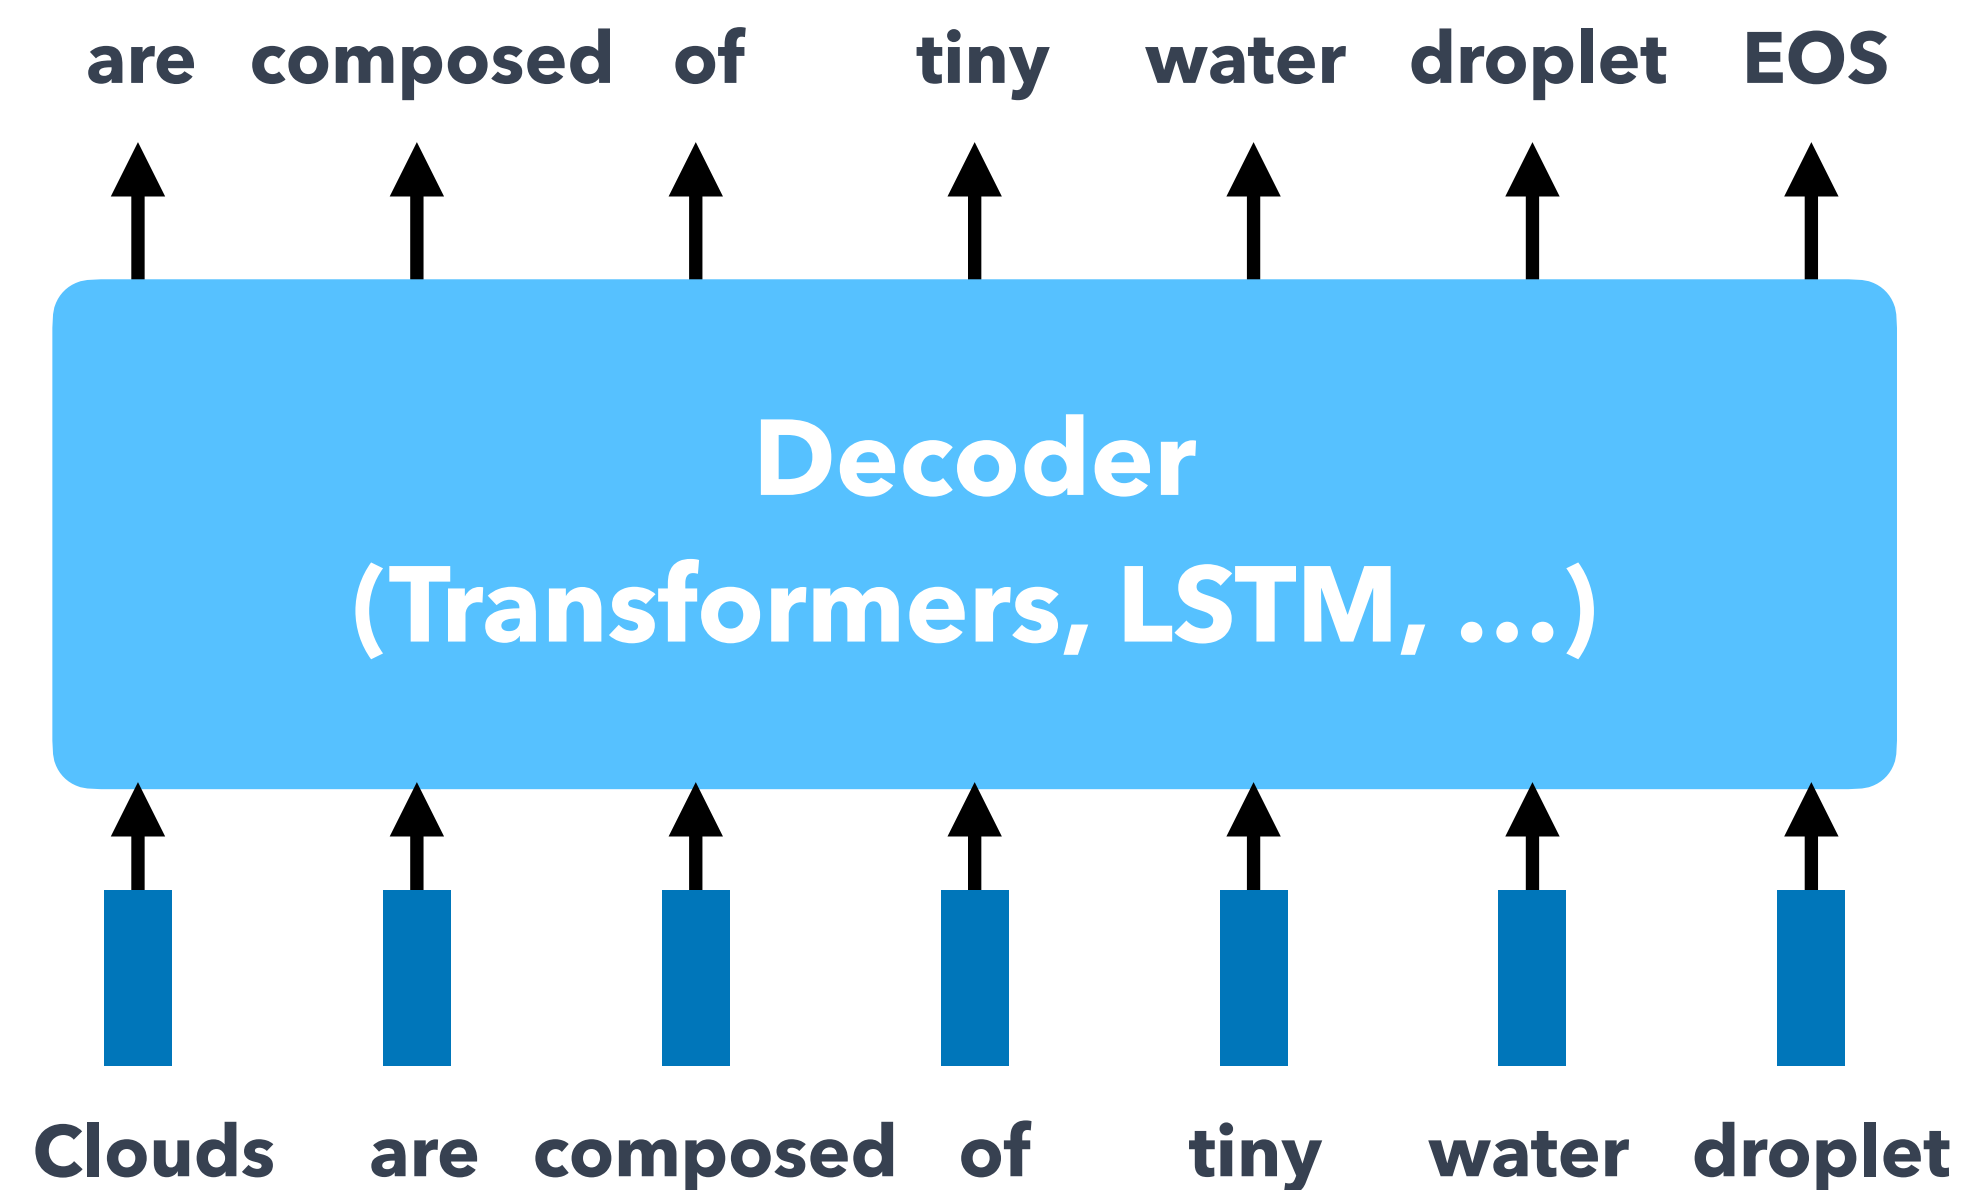 are composed of tiny water droplet EOS
Decoder
(Transformers, LSTM, ...)
Clouds are composed of tiny water droplet